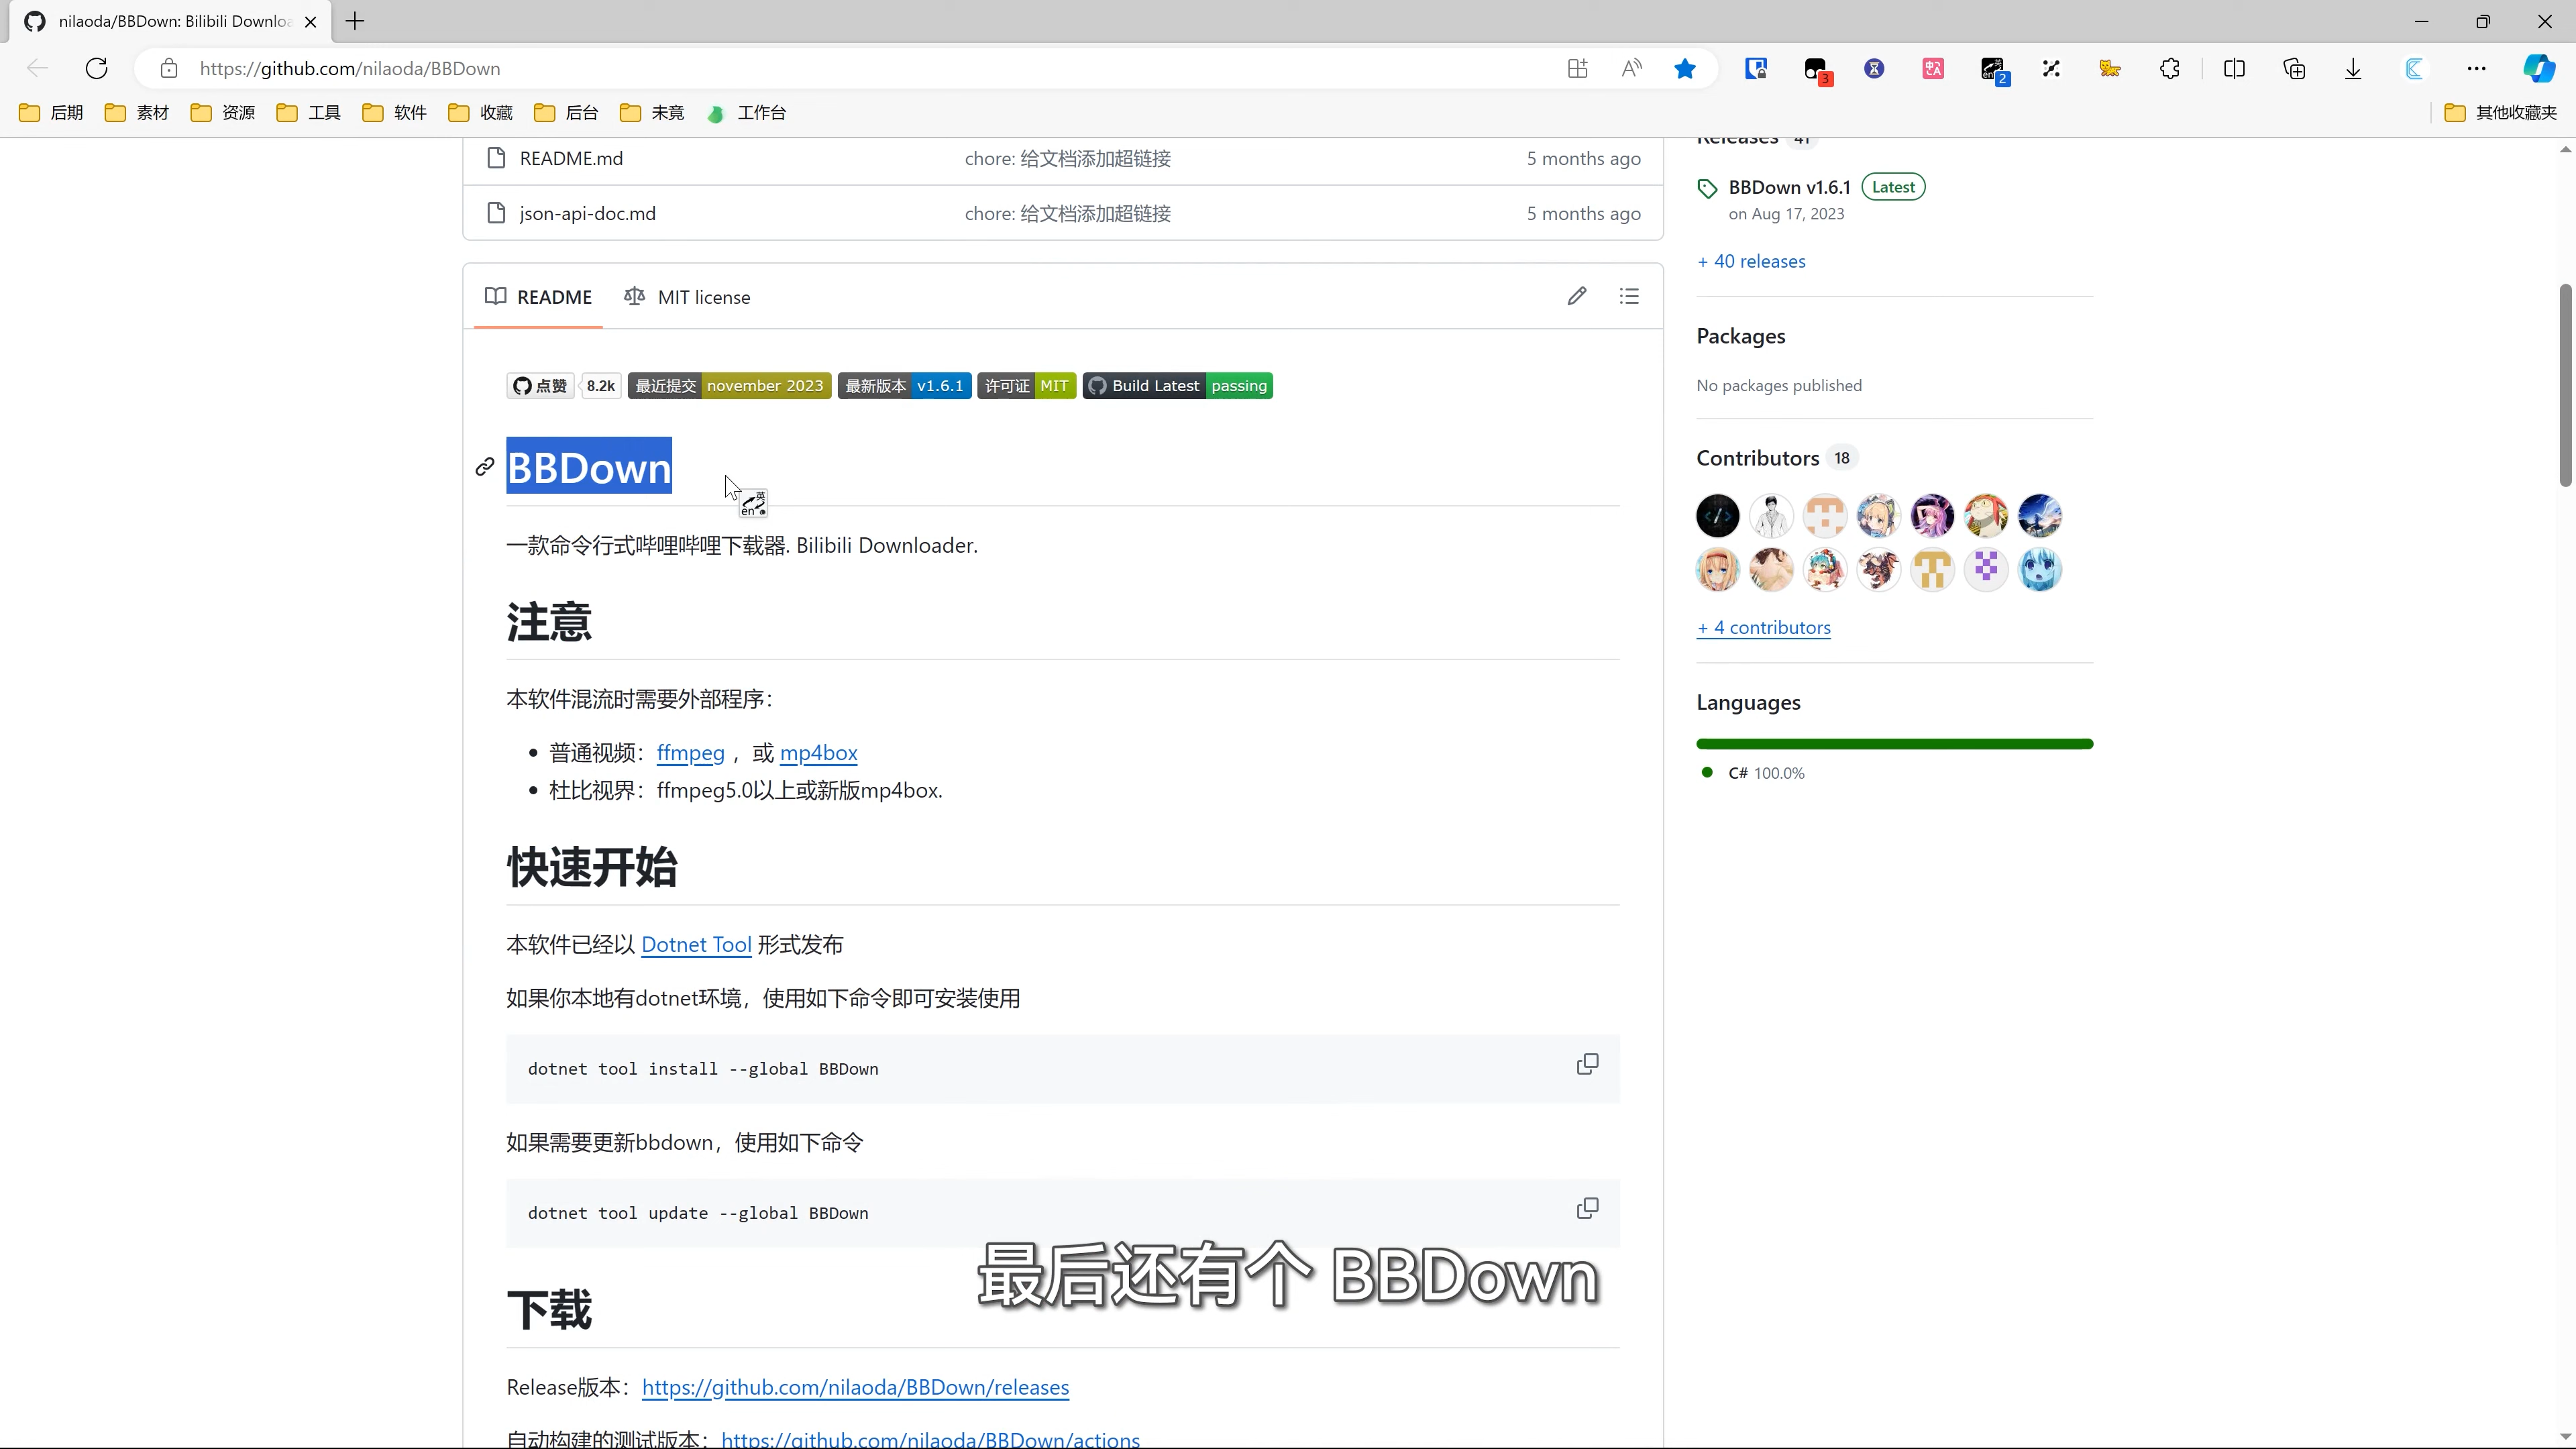 nilaoda/BBDown: Bilibili Downloa
https://github.com/nilaoda/BBDown
3
2
后期 素材 资源 工具 软件 收藏 后台 未竟 工作台 其他收藏夹
README.md chore: 给文档添加超链接 5 months ago
json-api-doc.md chore: 给文档添加超链接 5 months ago
Releases 41
BBDown v1.6.1 Latest
on Aug 17, 2023
+ 40 releases
README MIT license
Packages
No packages published
点赞 8.2k 最近提交 november 2023 最新版本 v1.6.1 许可证 MIT Build Latest passing
Contributors 18
BBDown
英
en
一款命令行式哔哩哔哩下载器. Bilibili Downloader.
注意
+ 4 contributors
本软件混流时需要外部程序：
Languages
普通视频：ffmpeg ，或 mp4box
C# 100.0%
杜比视界：ffmpeg5.0以上或新版mp4box.
快速开始
本软件已经以 Dotnet Tool 形式发布
如果你本地有dotnet环境，使用如下命令即可安装使用
dotnet tool install --global BBDown
如果需要更新bbdown，使用如下命令
dotnet tool update --global BBDown
最后还有个 BBDown
下载
Release版本：https://github.com/nilaoda/BBDown/releases
自动构建的测试版本：https://github.com/nilaoda/BBDown/actions